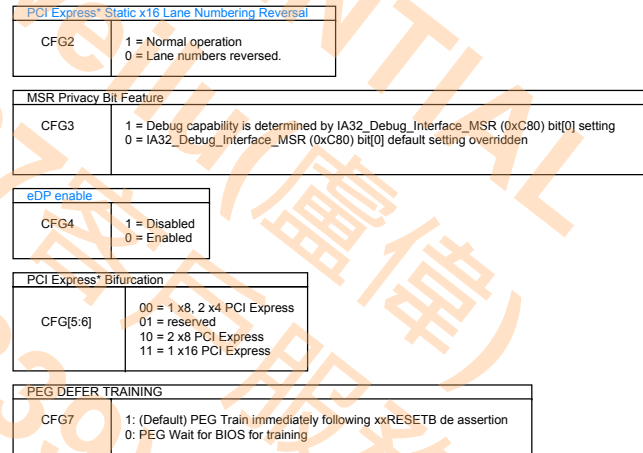 PCI Express* Static x16 Lane Numbering Reversal
CFG2
1 = Normal operation
0 = Lane numbers reversed.
MSR Privacy Bit Feature
CFG3
1 = Debug capability is determined by IA32_Debug_Interface_MSR (0xC80) bit[0] setting
0 = IA32_Debug_Interface_MSR (0xC80) bit[0] default setting overridden
eDP enable
CFG4
1 = Disabled
0 = Enabled
PCI Express* Bifurcation
CFG[5:6]
00 = 1 x8, 2 x4 PCI Express
01 = reserved
10 = 2 x8 PCI Express
11 = 1 x16 PCI Express
PEG DEFER TRAINING
CFG7
1: (Default) PEG Train immediately following xxRESETB de assertion
0: PEG Wait for BIOS for training
(盧偉)